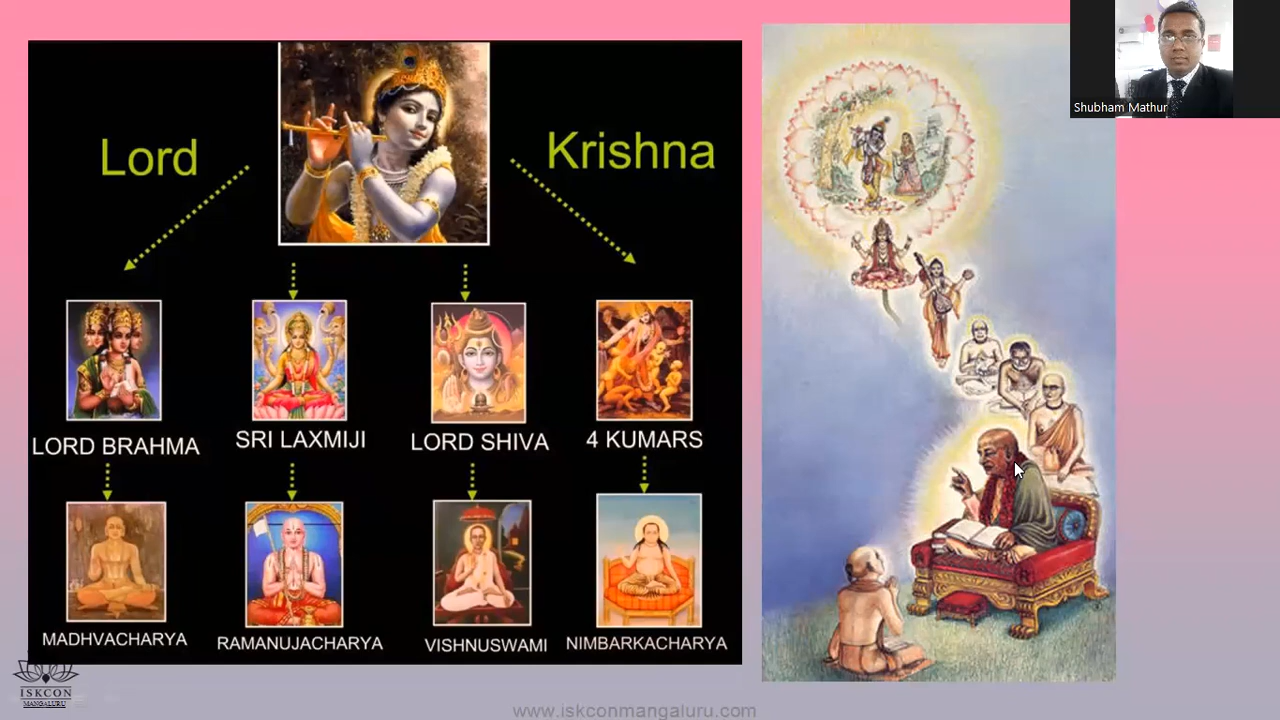 Shubham Mathur
Lord
Krishna
LORD BRAHMA
SRI LAXMIJI
LORD SHIVA
4 KUMARS
MADHVACHARYA
RAMANUJACHARYA
VISHNUSWAMI
NIMBARKACHARYA
ISKCON
MANGALURU
www.iskconmangaluru.com